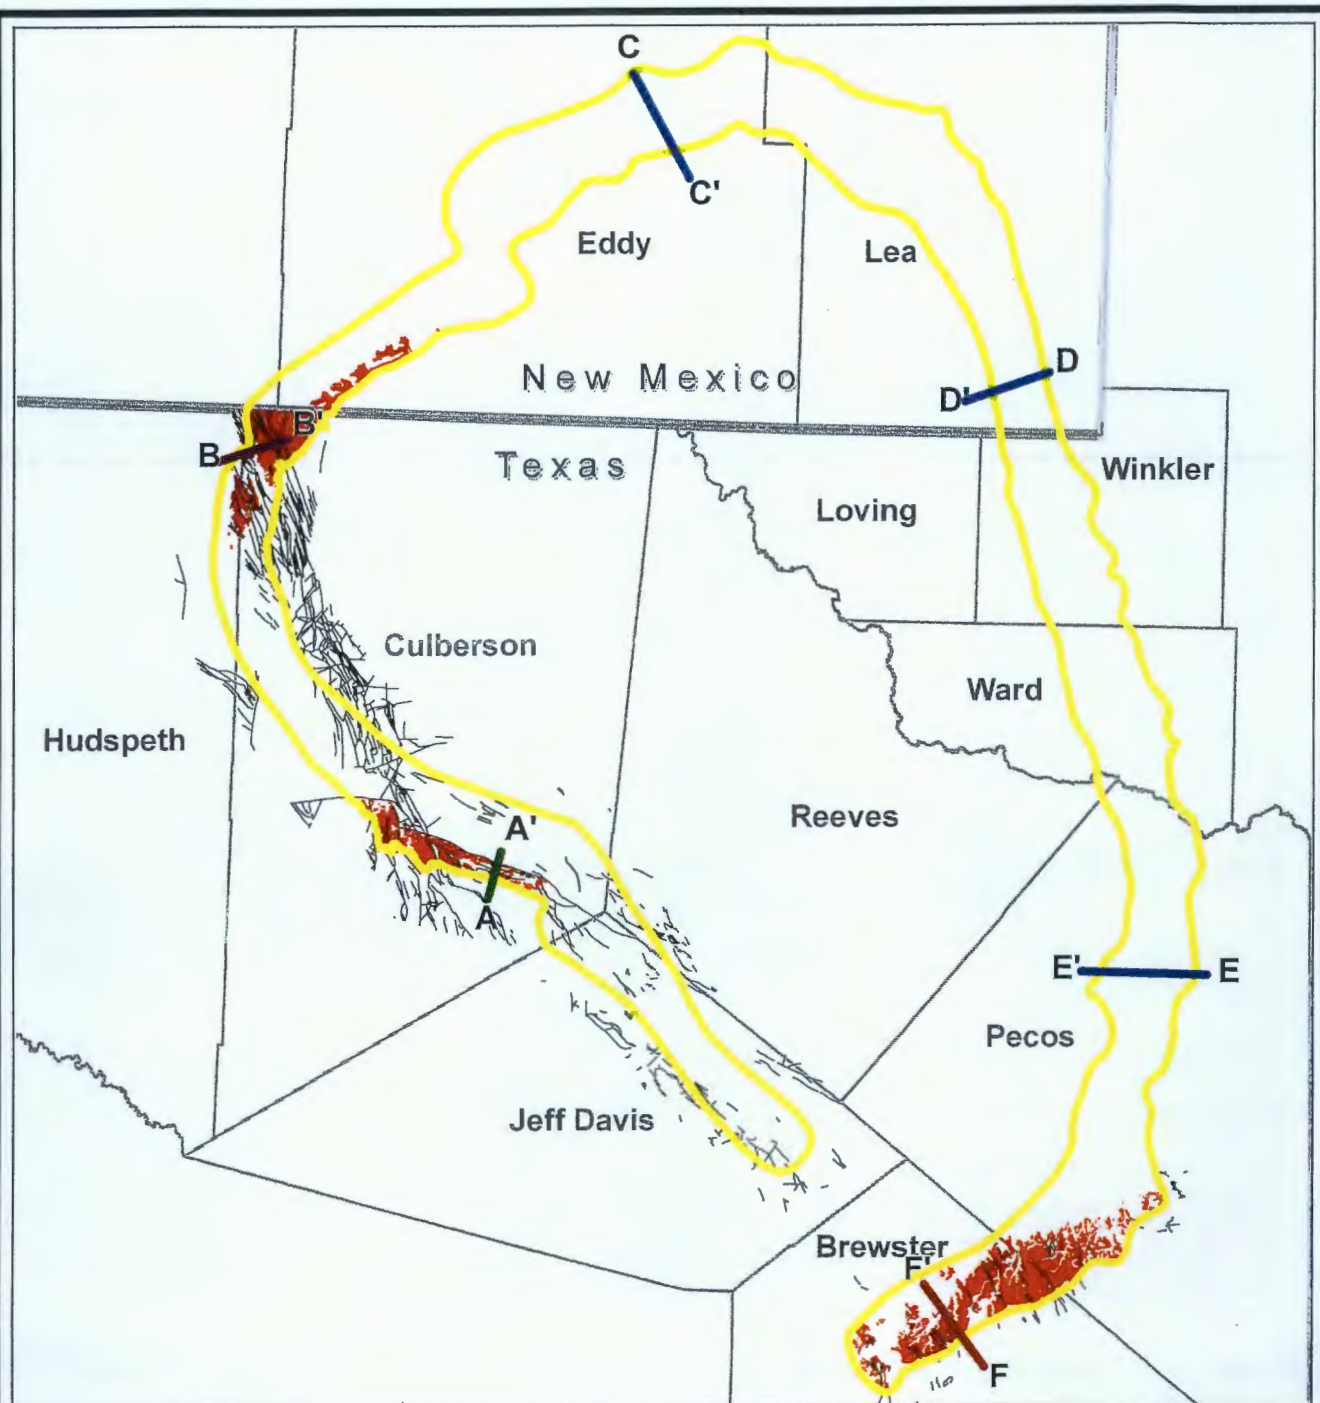 C
C'
Eddy
Lea
New Mexico
D
D'
B'
B
Texas
Winkler
Loving
Culberson
Ward
Hudspeth
Reeves
A'
A
E'
E
Pecos
Jeff Davis
Brewster
F'
F